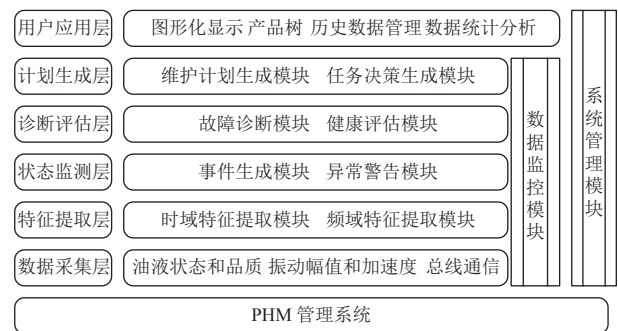 用户应用层 图形化显示 产品树 历史数据管理 数据统计分析
计划生成层 维护计划生成模块 任务决策生成模块
诊断评估层 故障诊断模块 健康评估模块
状态监测层 事件生成模块 异常警告模块
特征提取层 时域特征提取模块 频域特征提取模块
数据采集层 油液状态和品质 振动幅值和加速度 总线通信
数据监控模块
系统管理模块
PHM 管理系统